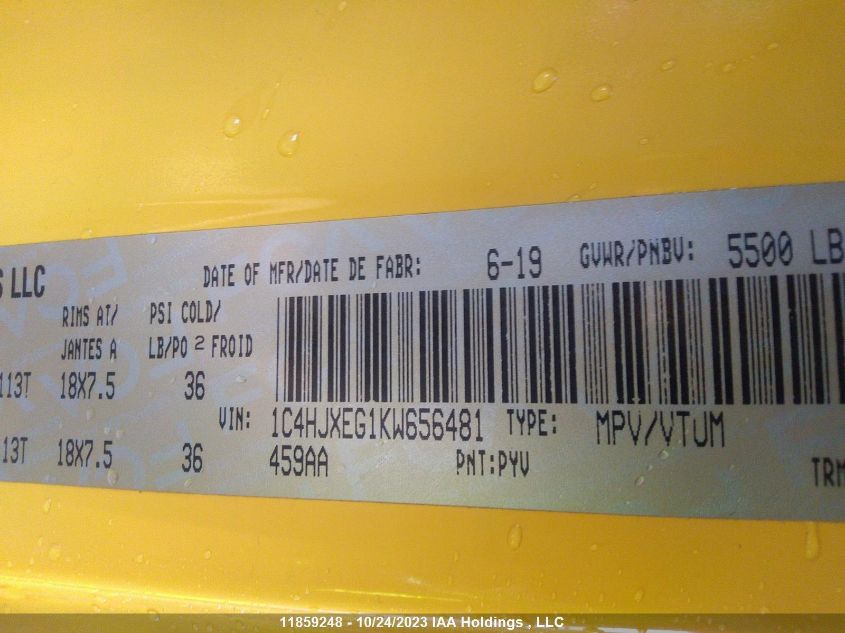 S LLC
DATE OF MFR/DATE DE FABR: 6-19 GVWR/PNBV: 5500 LB
RIMS AT/ PSI COLD/
JANTES A LB/PO 2 FROID
113T 18X7.5 36
VIN: 1C4HJXEG1KW656481 TYPE: MPV/VTUM
13T 18X7.5 36 459AA PNT:PYV TRM
11859248 - 10/24/2023 IAA Holdings , LLC